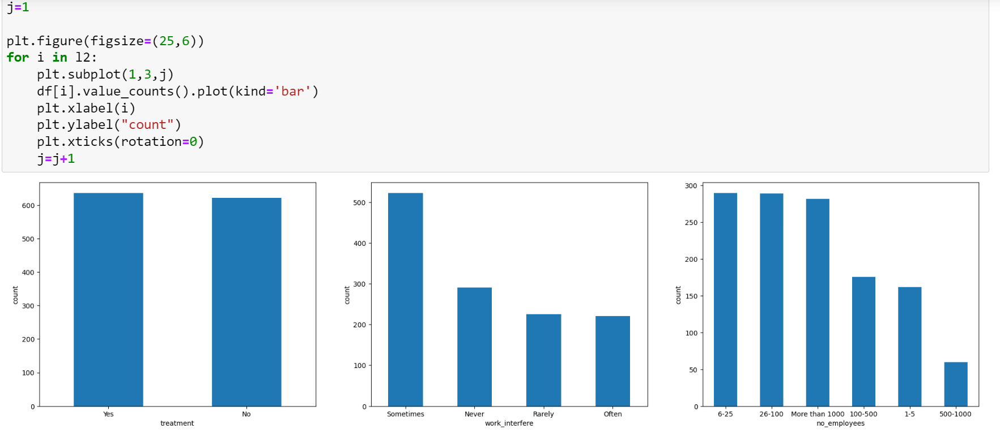 j=1
plt.figure(figsize=(25,6))
for i in l2:
    plt.subplot(1,3,j)
    df[i].value_counts().plot(kind='bar')
    plt.xlabel(i)
    plt.ylabel("count")
    plt.xticks(rotation=0)
    j=j+1
600
500
400
300
200
100
0
count
Yes No
treatment
500
400
300
200
100
0
count
Sometimes Never Rarely Often
work_interfere
300
250
200
150
100
50
0
count
6-25 26-100 More than 1000 100-500 1-5 500-1000
no_employees